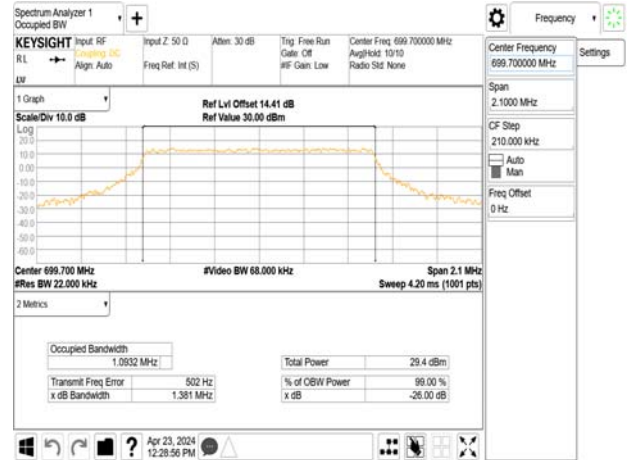 Spectrum Analyzer 1
Occupied BW
Frequency
KEYSIGHT Input: RF Input Z: 50 Ω Atten: 30 dB Trig: Free Run Center Freq: 699.700000 MHz
RL Coupling: DC Gate: Off Avg|Hold: 10/10
Align: Auto Freq Ref: Int (S) #IF Gain: Low Radio Std: None
Center Frequency
699.700000 MHz
Settings
Span
2.1000 MHz
CF Step
210.000 kHz
Auto
Man
Freq Offset
0 Hz
1 Graph
Ref Lvl Offset 14.41 dB
Scale/Div 10.0 dB Ref Value 30.00 dBm
Log
20.0
10.0
0.00
-10.0
-20.0
-30.0
-40.0
-50.0
-60.0
Center 699.700 MHz #Video BW 68.000 kHz Span 2.1 MHz
#Res BW 22.000 kHz Sweep 4.20 ms (1001 pts)
2 Metrics
Occupied Bandwidth
1.0932 MHz Total Power 29.4 dBm
Transmit Freq Error 502 Hz % of OBW Power 99.00 %
x dB Bandwidth 1.381 MHz x dB -26.00 dB
Apr 23, 2024
12:28:56 PM